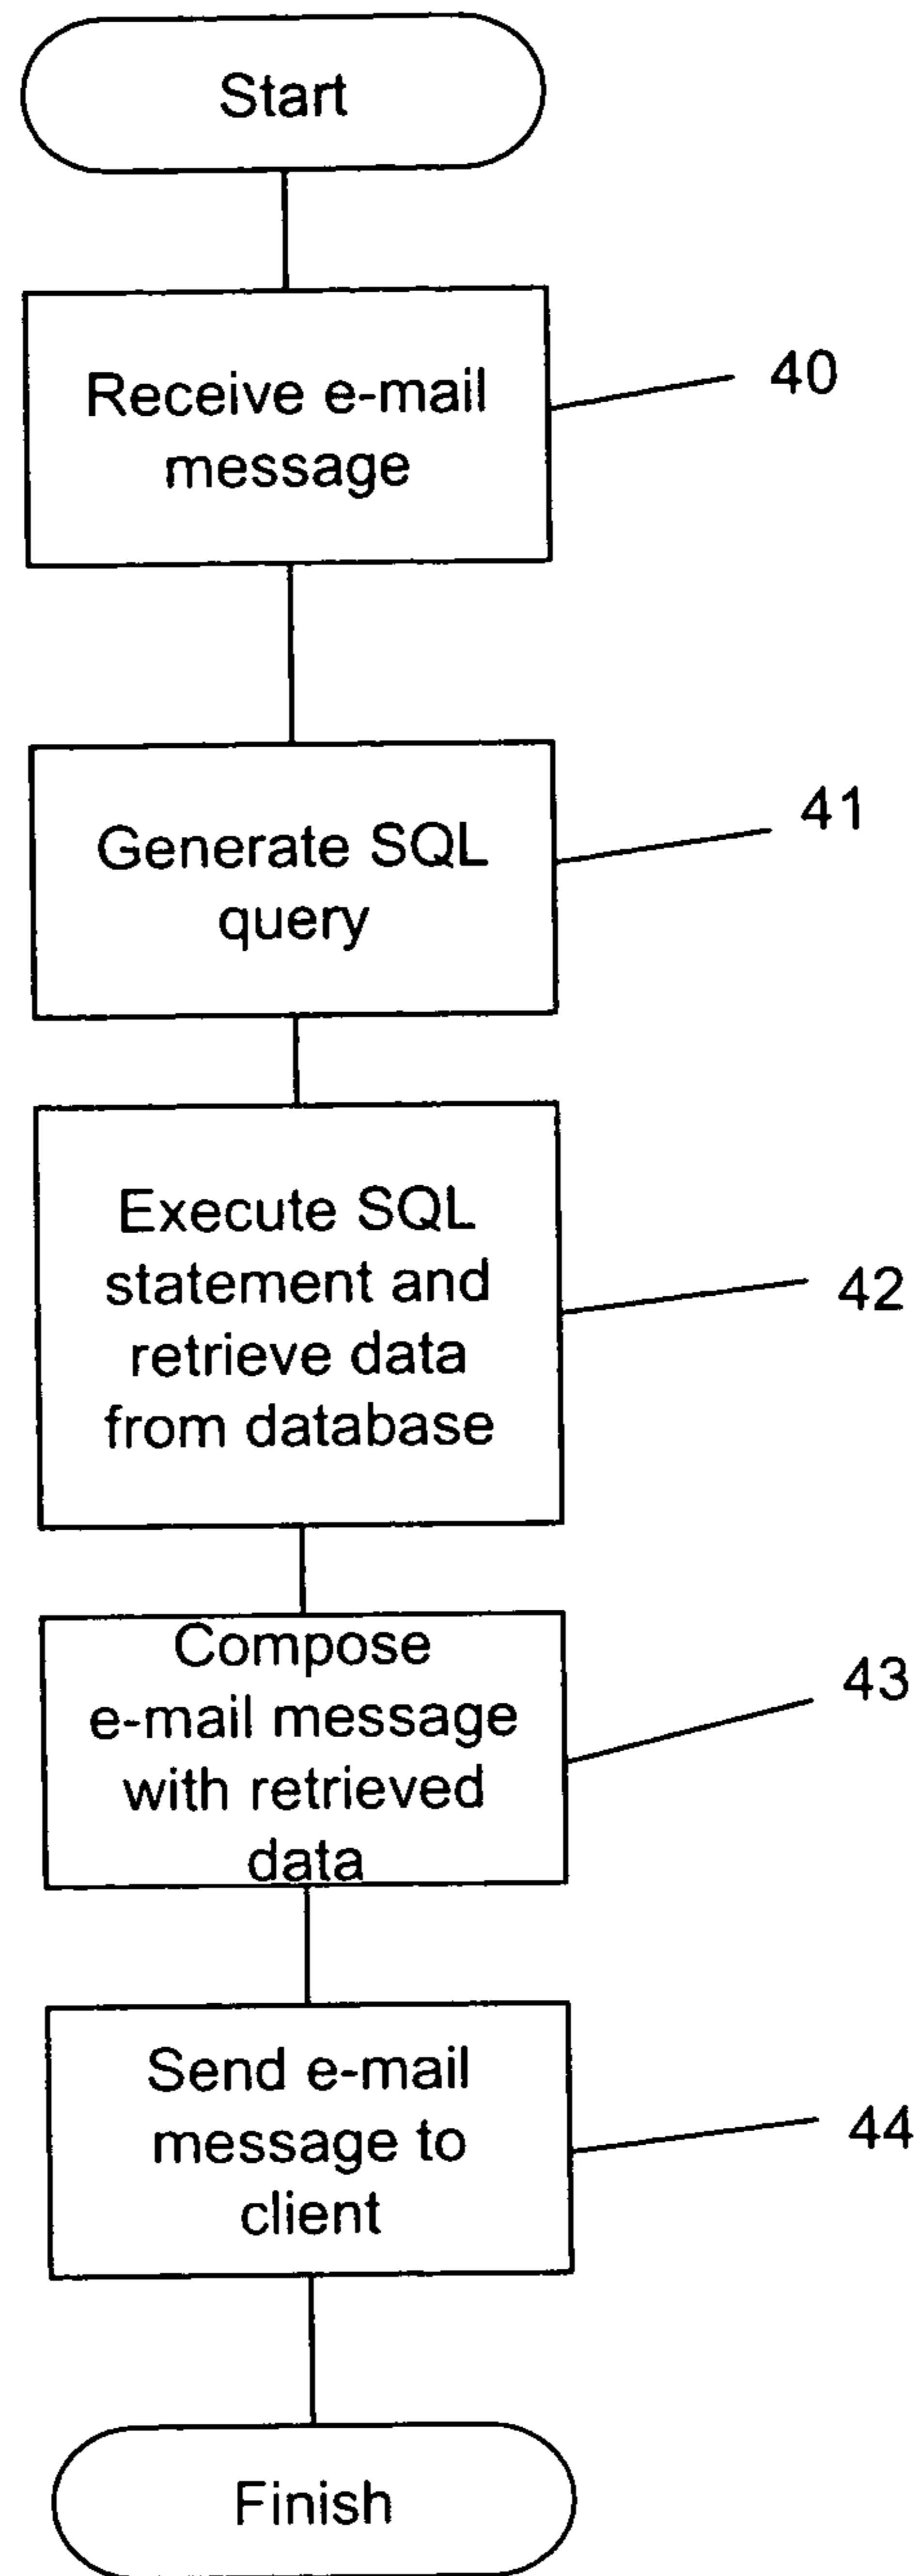 Start
Receive e-mail
message
40
Generate SQL
query
41
Execute SQL
statement and
retrieve data
from database
42
Compose
e-mail message
with retrieved
data
43
Send e-mail
message to
client
44
Finish